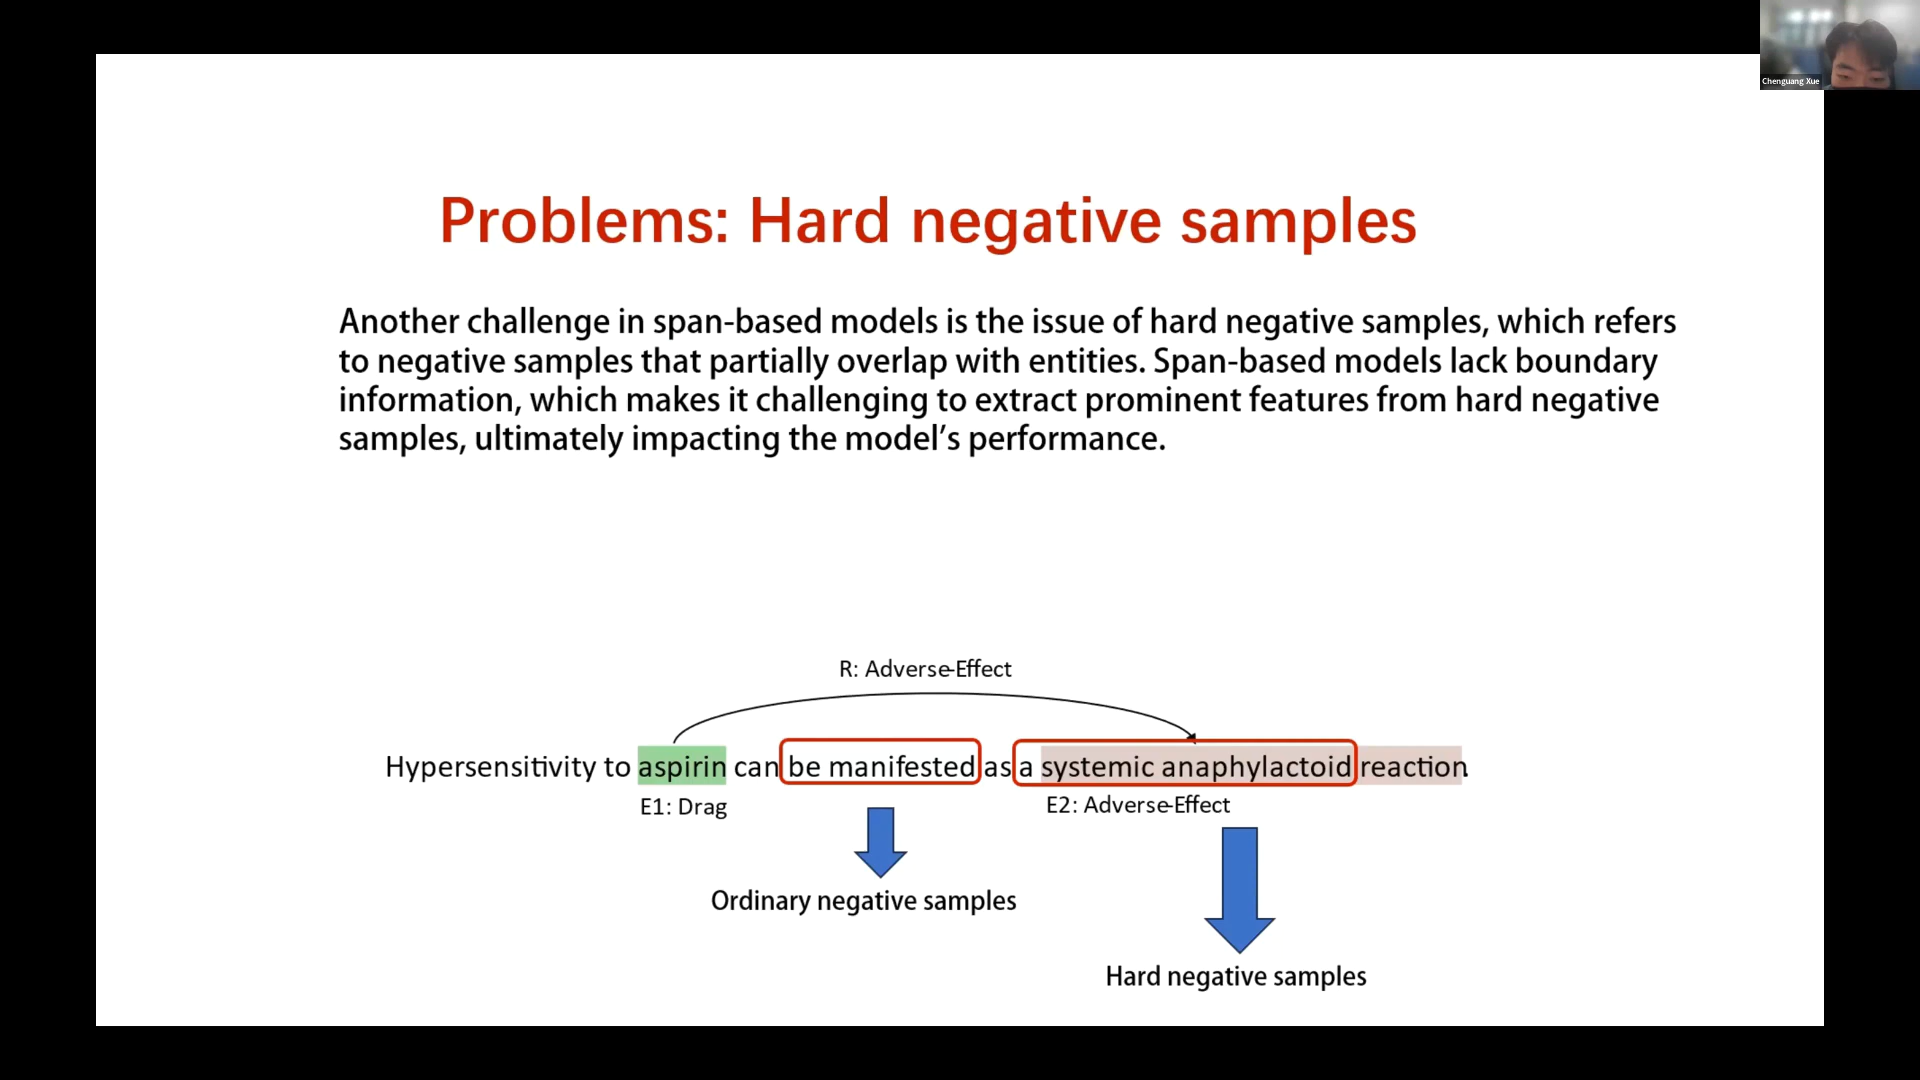 Chenguang Xue
Problems: Hard negative samples
Another challenge in span-based models is the issue of hard negative samples, which refers
to negative samples that partially overlap with entities. Span-based models lack boundary
information, which makes it challenging to extract prominent features from hard negative
samples, ultimately impacting the model’s performance.
R: Adverse-Effect
Hypersensitivity to aspirin can be manifested as a systemic anaphylactoid reaction.
E1: Drag
E2: Adverse-Effect
Ordinary negative samples
Hard negative samples